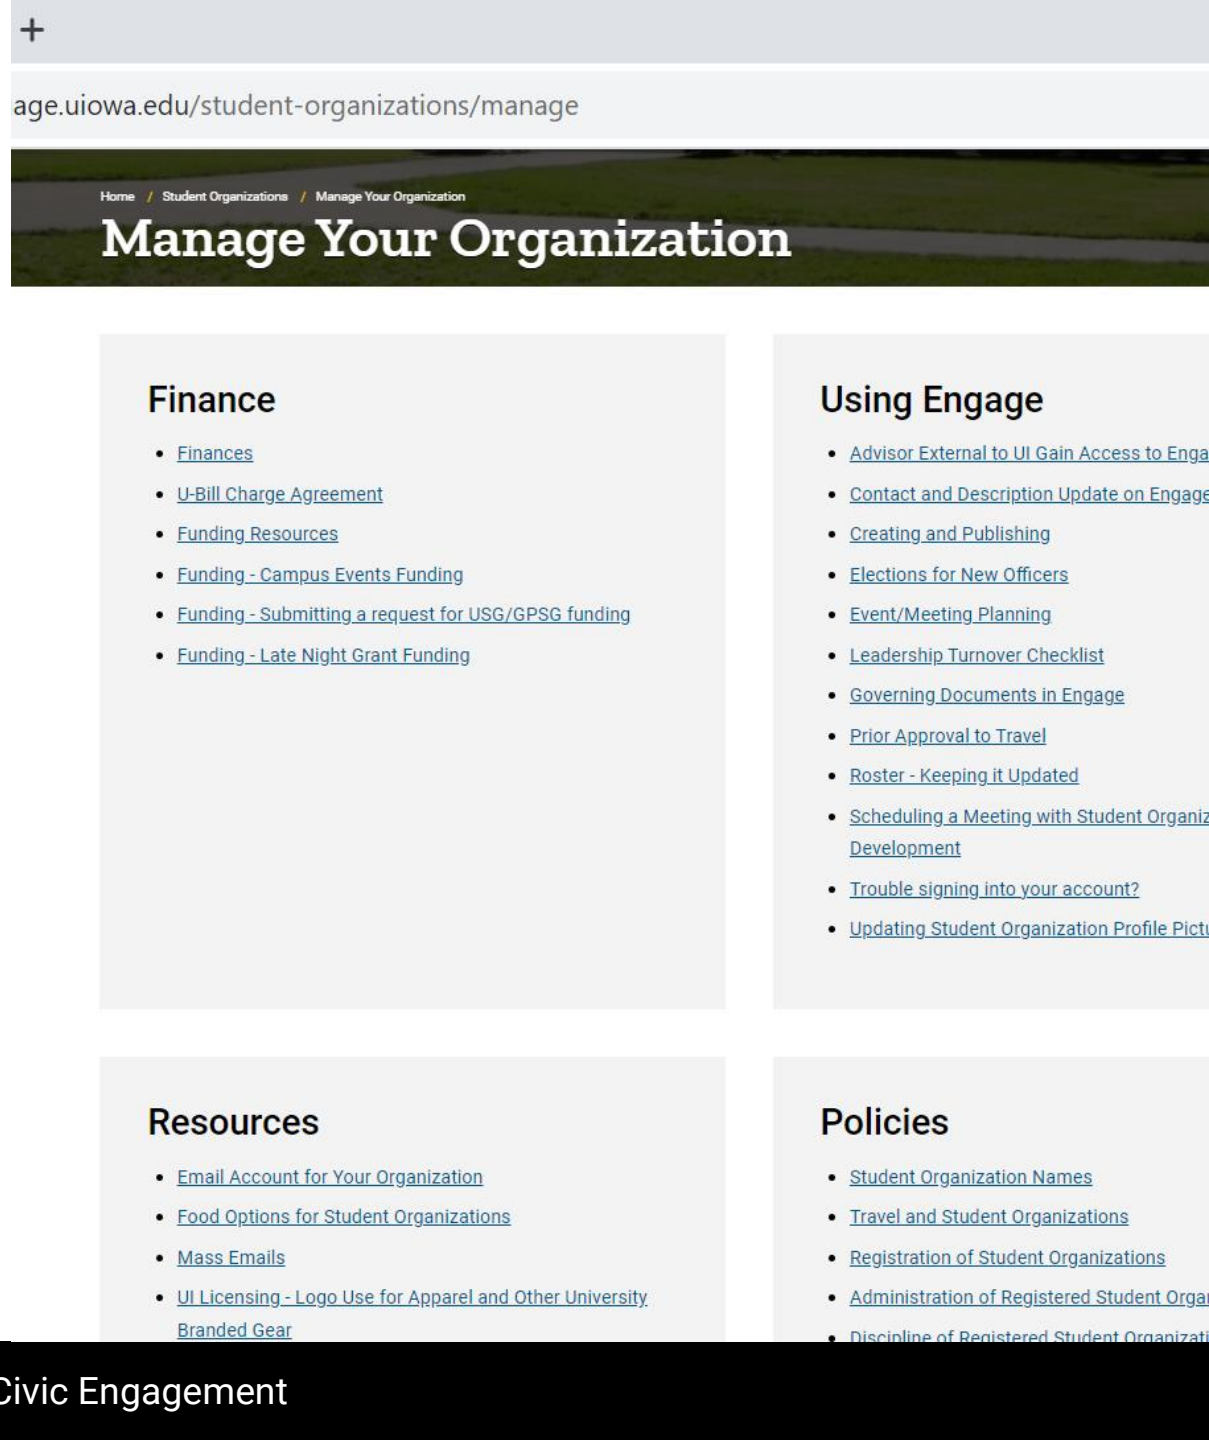 +
age.uiowa.edu/student-organizations/manage
Home / Student Organizations / Manage Your Organization
Manage Your Organization
Finance
Finances
U-Bill Charge Agreement
Funding Resources
Funding - Campus Events Funding
Funding - Submitting a request for USG/GPSG funding
Funding - Late Night Grant Funding
Using Engage
Advisor External to UI Gain Access to Enga
Contact and Description Update on Engage
Creating and Publishing
Elections for New Officers
Event/Meeting Planning
Leadership Turnover Checklist
Governing Documents in Engage
Prior Approval to Travel
Roster - Keeping it Updated
Scheduling a Meeting with Student Organiz
Development
Trouble signing into your account?
Updating Student Organization Profile Pictu
Resources
Email Account for Your Organization
Food Options for Student Organizations
Mass Emails
UI Licensing - Logo Use for Apparel and Other University
Branded Gear
Policies
Student Organization Names
Travel and Student Organizations
Registration of Student Organizations
Administration of Registered Student Organ
Discipline of Registered Student Organizati
Civic Engagement